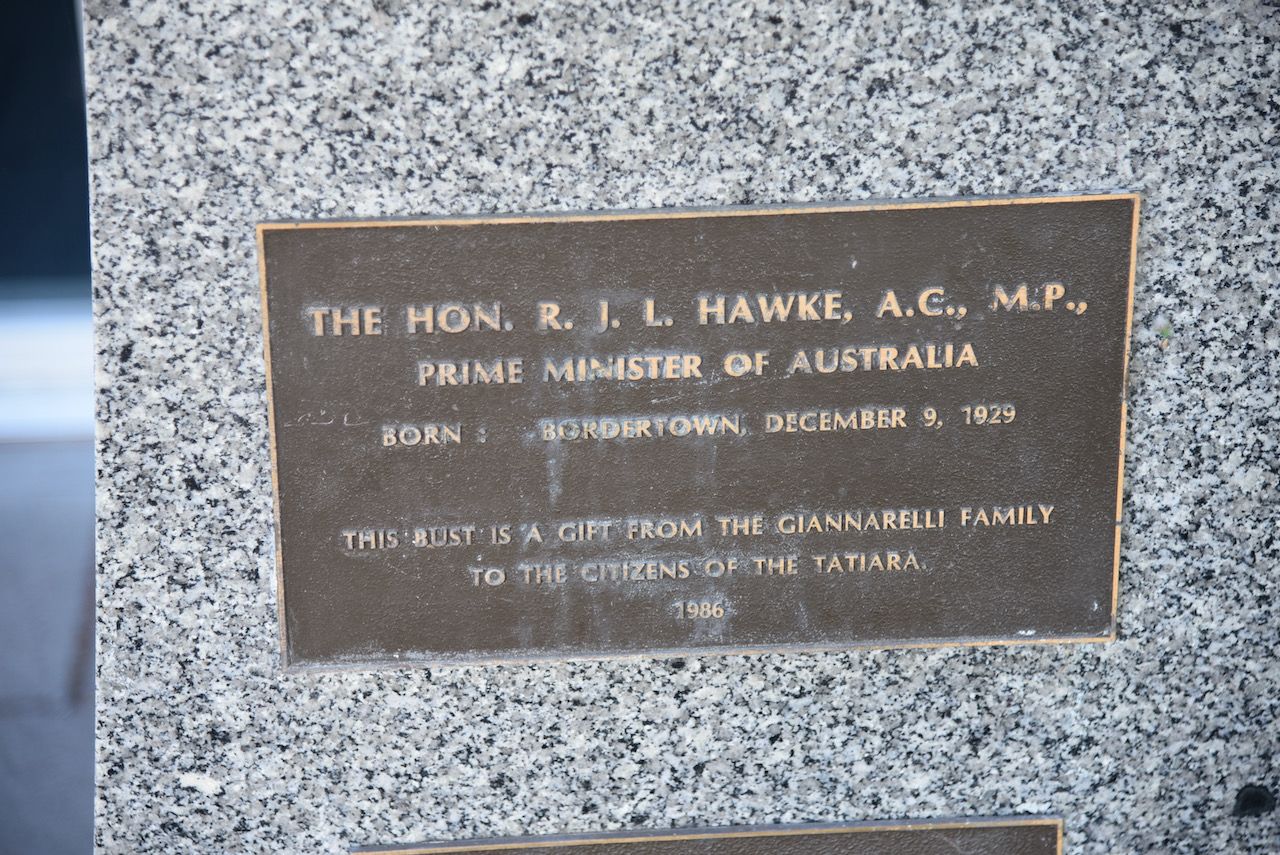 THE HON. R. J. L. HAWKE, A.C., M.P.,
PRIME MINISTER OF AUSTRALIA
BORN : BORDERTOWN, DECEMBER 9, 1929
THIS BUST IS A GIFT FROM THE GIANNARELLI FAMILY
TO THE CITIZENS OF THE TATIARA.
1986